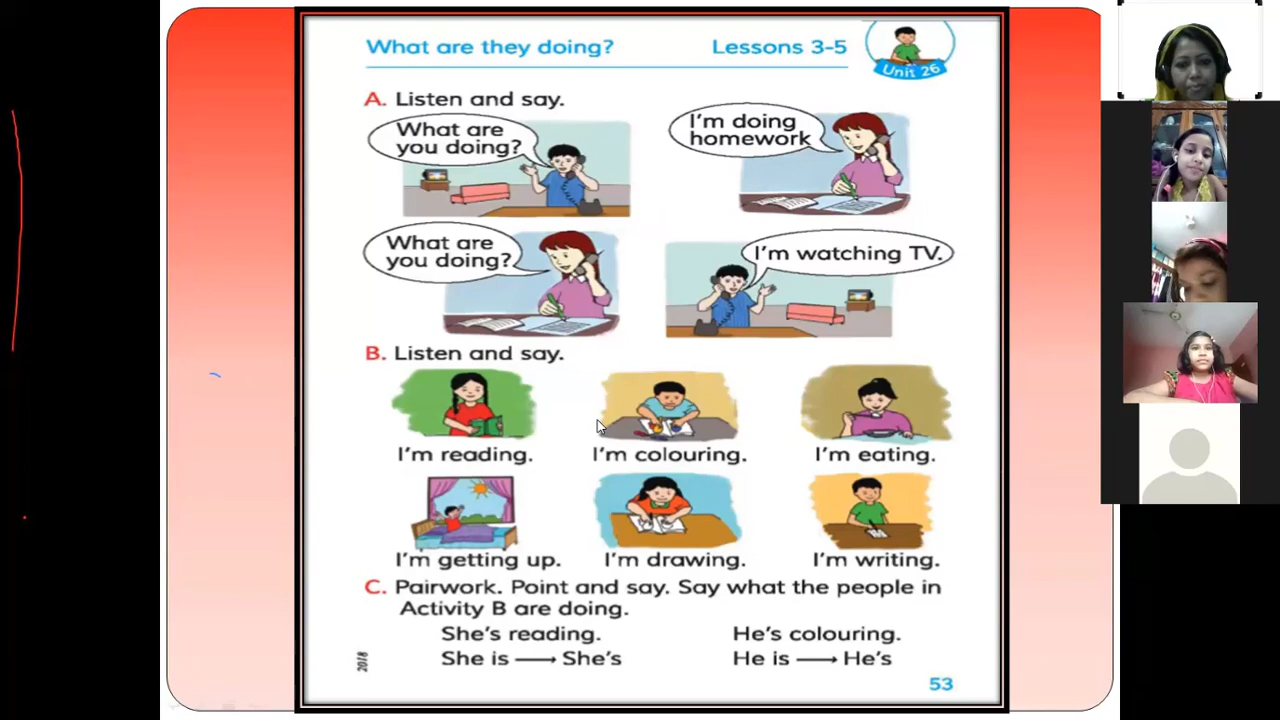 What are they doing?
Lessons 3-5
Unit 26
A. Listen and say.
What are
you doing?
I'm doing
homework
What are
you doing?
I'm watching TV.
B. Listen and say.
I'm reading.
I'm colouring.
I'm eating.
I'm getting up.
I'm drawing.
I'm writing.
C. Pairwork. Point and say. Say what the people in
Activity B are doing.
She's reading.
He's colouring.
She is → She's
He is → He's
2018
53